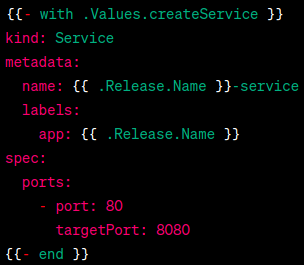 {{- with .Values.createService }}
kind: Service
metadata:
  name: {{ .Release.Name }}-service
  labels:
    app: {{ .Release.Name }}
spec:
  ports:
    - port: 80
      targetPort: 8080
{{- end }}